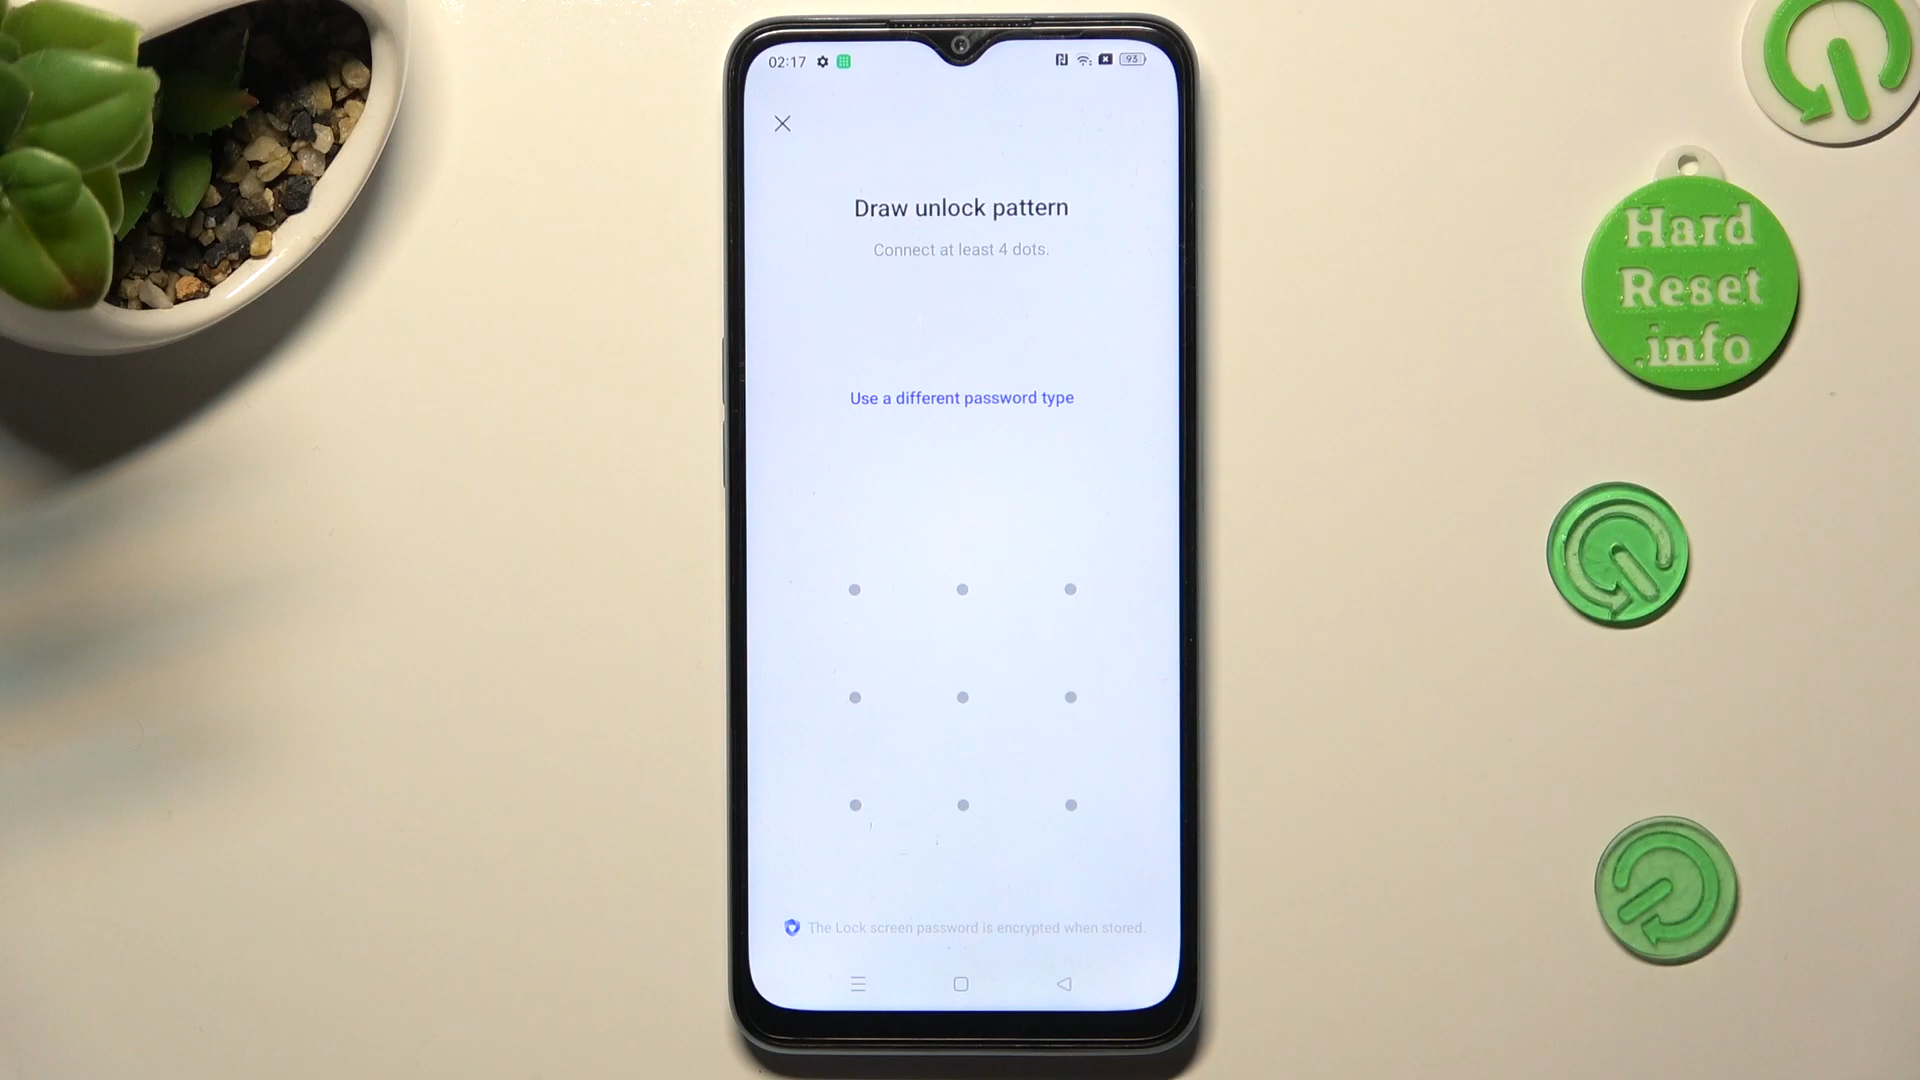 02:17
93
Draw unlock pattern
Connect at least 4 dots.
Use a different password type
The Lock screen password is encrypted when stored.
Hard
Reset
.info